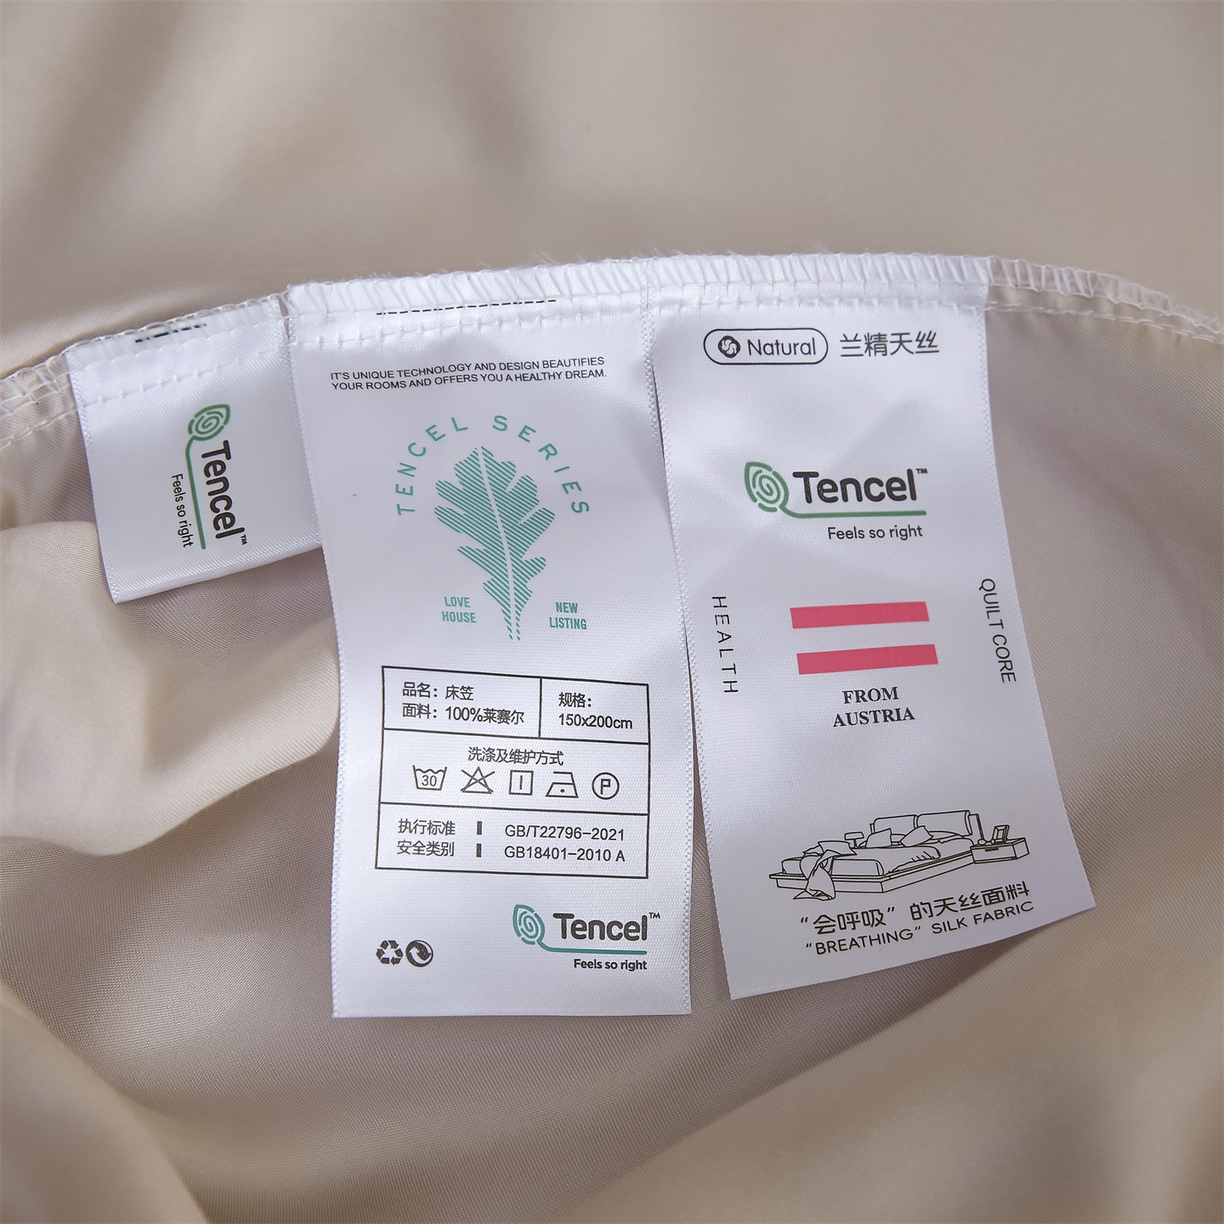 Tencel™
Feels so right
IT'S UNIQUE TECHNOLOGY AND DESIGN BEAUTIFIES
YOUR ROOMS AND OFFERS YOU A HEALTHY DREAM.
TENCEL SERIES
LOVE
HOUSE
NEW
LISTING
品名：床笠
面料：100%莱赛尔
规格：
150x200cm
洗涤及维护方式
30
P
执行标准
GB/T22796-2021
安全类别
GB18401-2010 A
Tencel™
Feels so right
Natural 兰精天丝
Tencel™
Feels so right
HEALTH
QUILT CORE
FROM
AUSTRIA
“会呼吸”的天丝面料
“BREATHING” SILK FABRIC